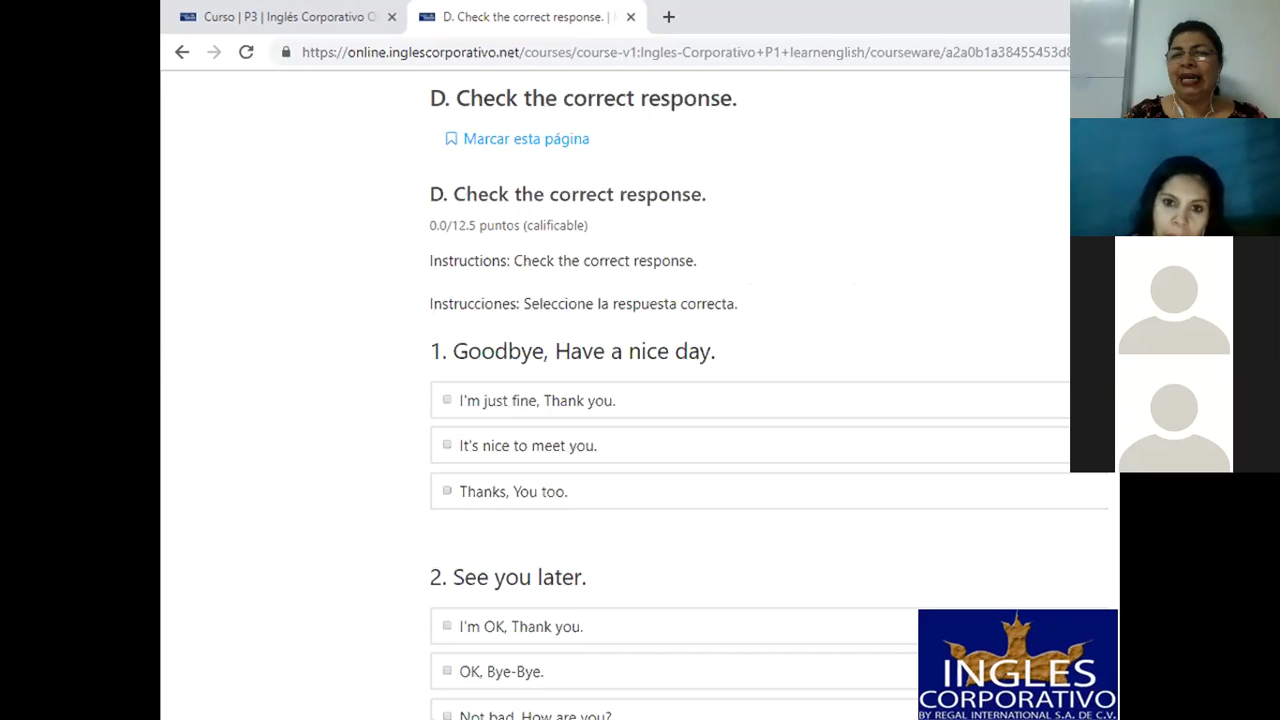 Curso | P3 | Inglés Corporativo O
D. Check the correct response. |
https://online.inglescorporativo.net/courses/course-v1:Ingles-Corporativo+P1+learnenglish/courseware/a2a0b1a38455453d8
D. Check the correct response.
Marcar esta página
D. Check the correct response.
0.0/12.5 puntos (calificable)
Instructions: Check the correct response.
Instrucciones: Seleccione la respuesta correcta.
1. Goodbye, Have a nice day.
I'm just fine, Thank you.
It's nice to meet you.
Thanks, You too.
2. See you later.
I'm OK, Thank you.
OK, Bye-Bye.
Not bad, How are you?
INGLES
CORPORATIVO
BY REGAL INTERNATIONAL S.A. DE C.V.